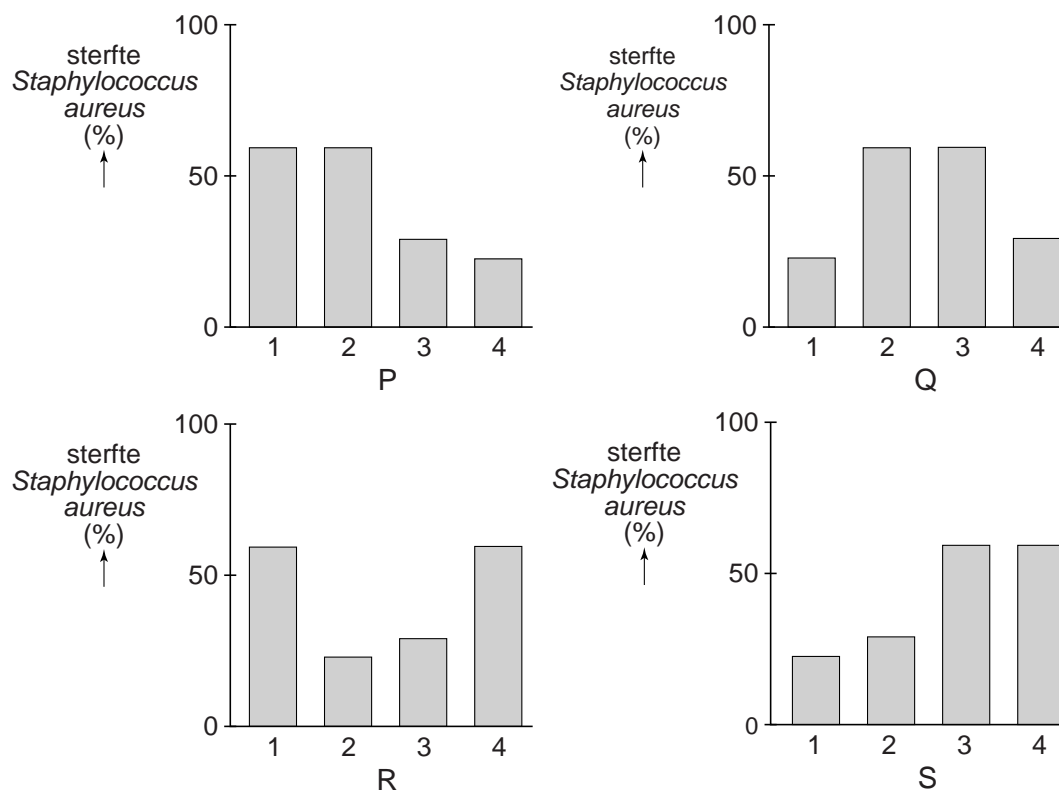 100
sterfte
Staphylococcus
aureus
(%)
50
0
1 2 3 4
P
100
sterfte
Staphylococcus
aureus
(%)
50
0
1 2 3 4
Q
100
sterfte
Staphylococcus
aureus
(%)
50
0
1 2 3 4
R
100
sterfte
Staphylococcus
aureus
(%)
50
0
1 2 3 4
S